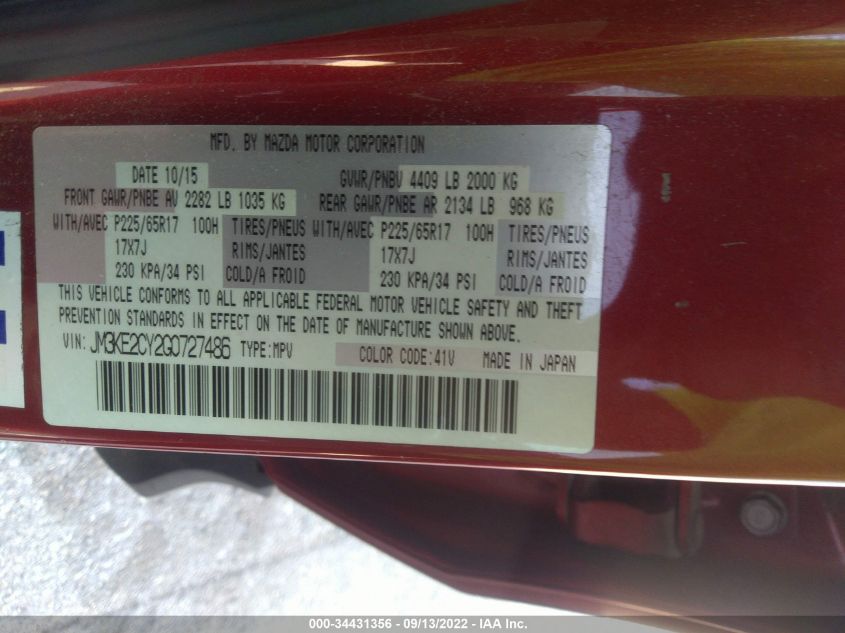 MFD. BY MAZDA MOTOR CORPORATION
DATE 10/15 GVWR/PNBV 4409 LB 2000 KG
FRONT GAWR/PNBE AV 2282 LB 1035 KG REAR GAWR/PNBE AR 2134 LB 968 KG
WITH/AVEC P225/65R17 100H TIRES/PNEUS WITH/AVEC P225/65R17 100H TIRES/PNEUS
17X7J RIMS/JANTES 17X7J RIMS/JANTES
230 KPA/34 PSI COLD/A FROID 230 KPA/34 PSI COLD/A FROID
THIS VEHICLE CONFORMS TO ALL APPLICABLE FEDERAL MOTOR VEHICLE SAFETY AND THEFT
PREVENTION STANDARDS IN EFFECT ON THE DATE OF MANUFACTURE SHOWN ABOVE.
VIN: JM3KE2CY2G0727486 TYPE:MPV COLOR CODE:41V MADE IN JAPAN
000-34431356 - 09/13/2022 - IAA Inc.